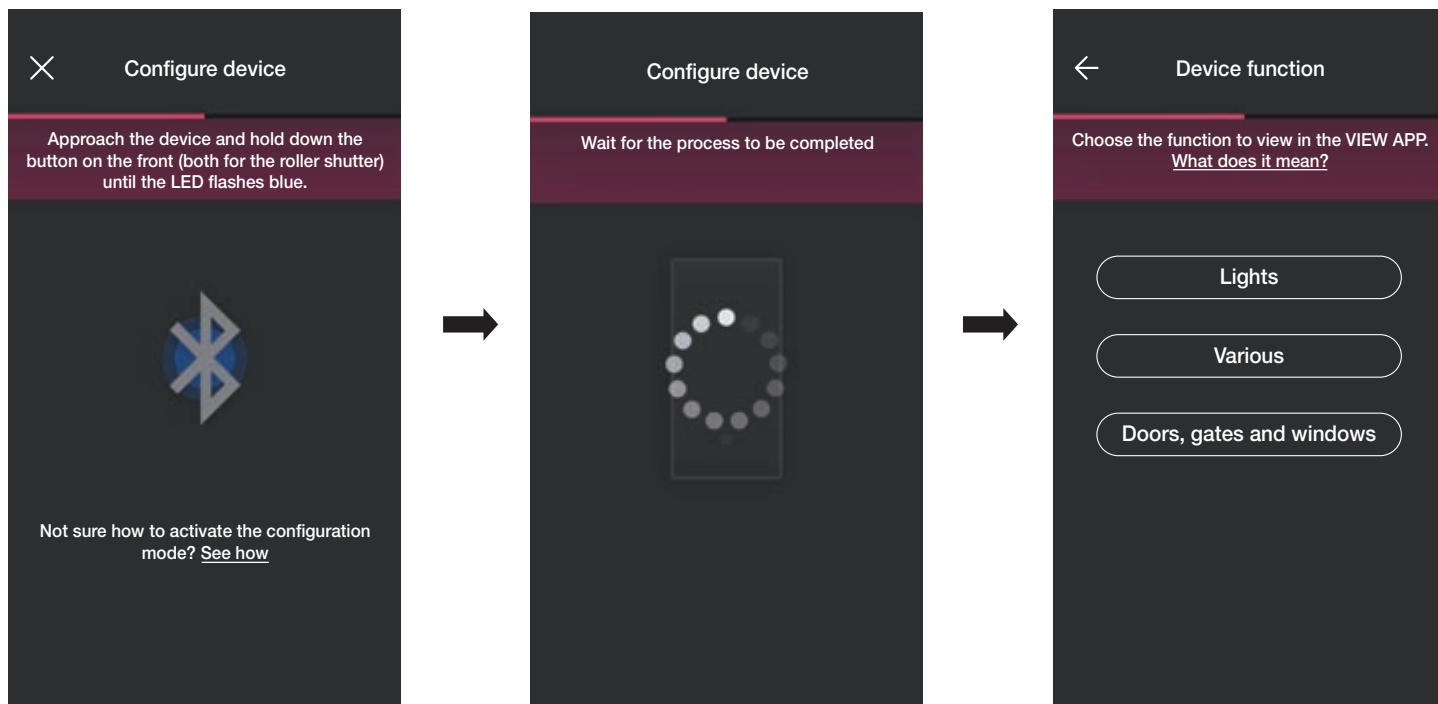 Configure device
Approach the device and hold down the
button on the front (both for the roller shutter)
until the LED flashes blue.
Not sure how to activate the configuration
mode? See how
Configure device
Wait for the process to be completed
Device function
Choose the function to view in the VIEW APP.
What does it mean?
Lights
Various
Doors, gates and windows